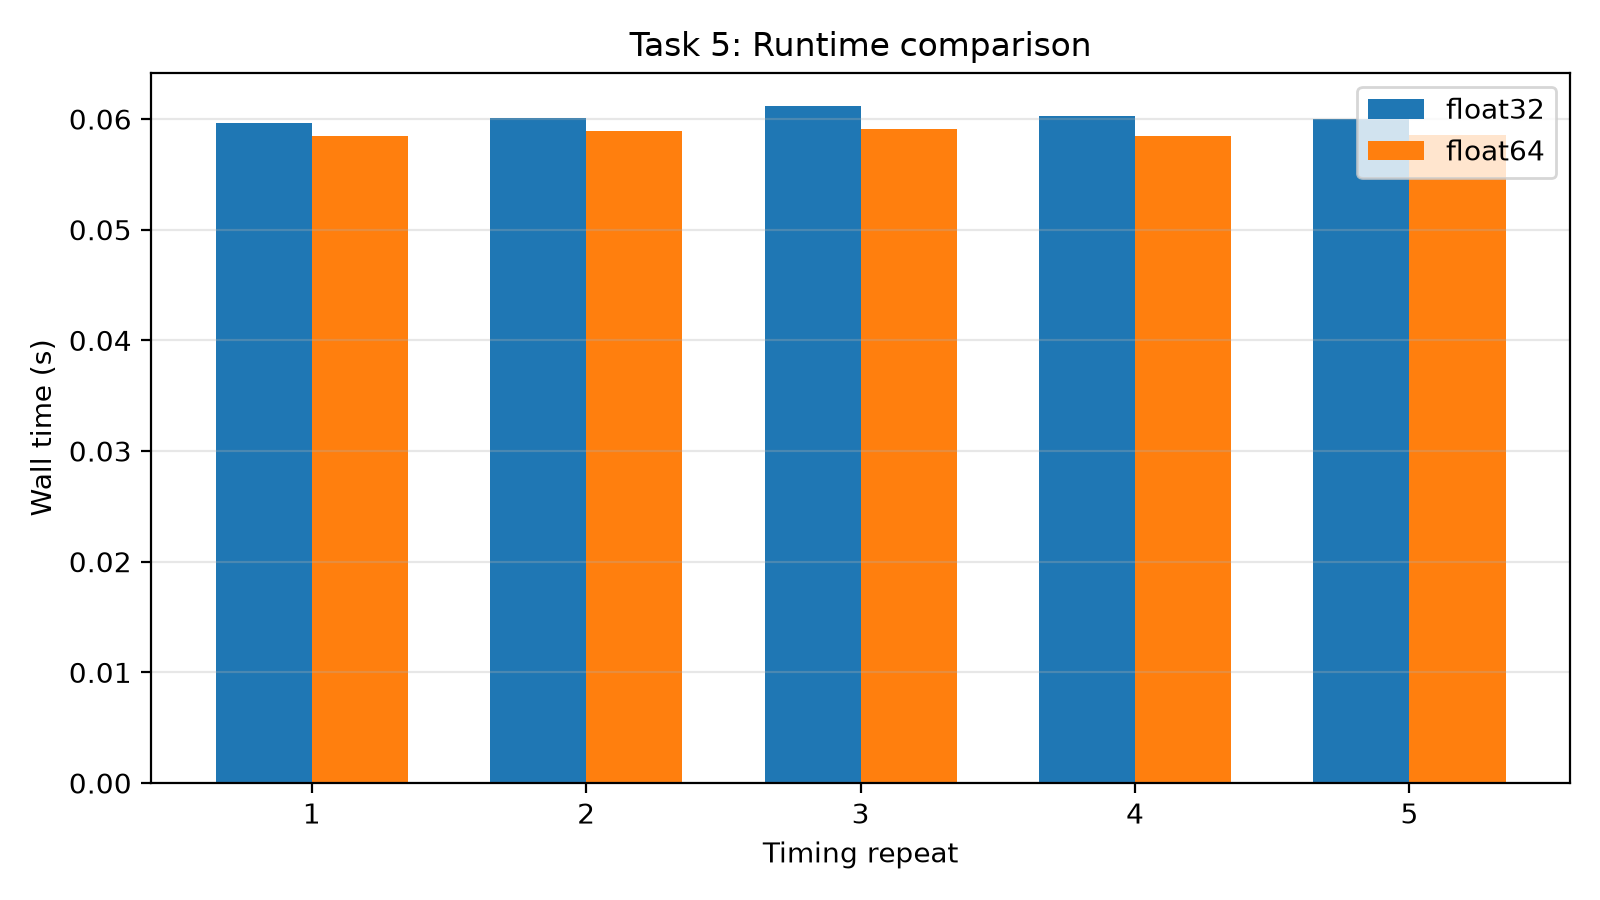 Task 5: Runtime comparison
float32
float64
Wall time (s)
0.06
0.05
0.04
0.03
0.02
0.01
0.00
1 2 3 4 5
Timing repeat